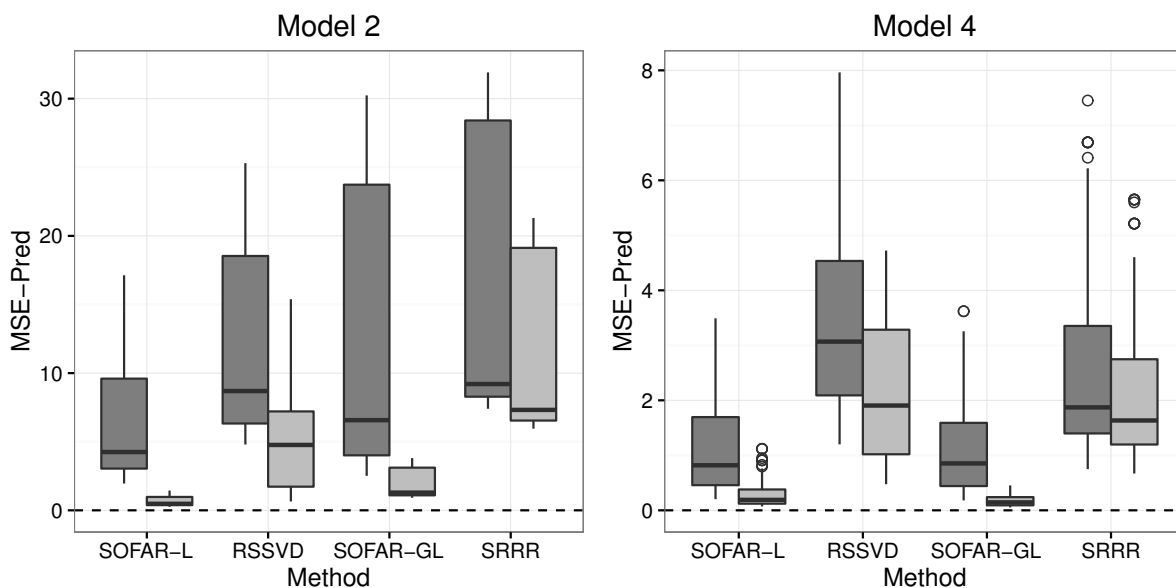 Model 2
MSE−Pred
30
20
10
0
SOFAR−L RSSVD SOFAR−GL SRRR
Method
Model 4
MSE−Pred
8
6
4
2
0
SOFAR−L RSSVD SOFAR−GL SRRR
Method